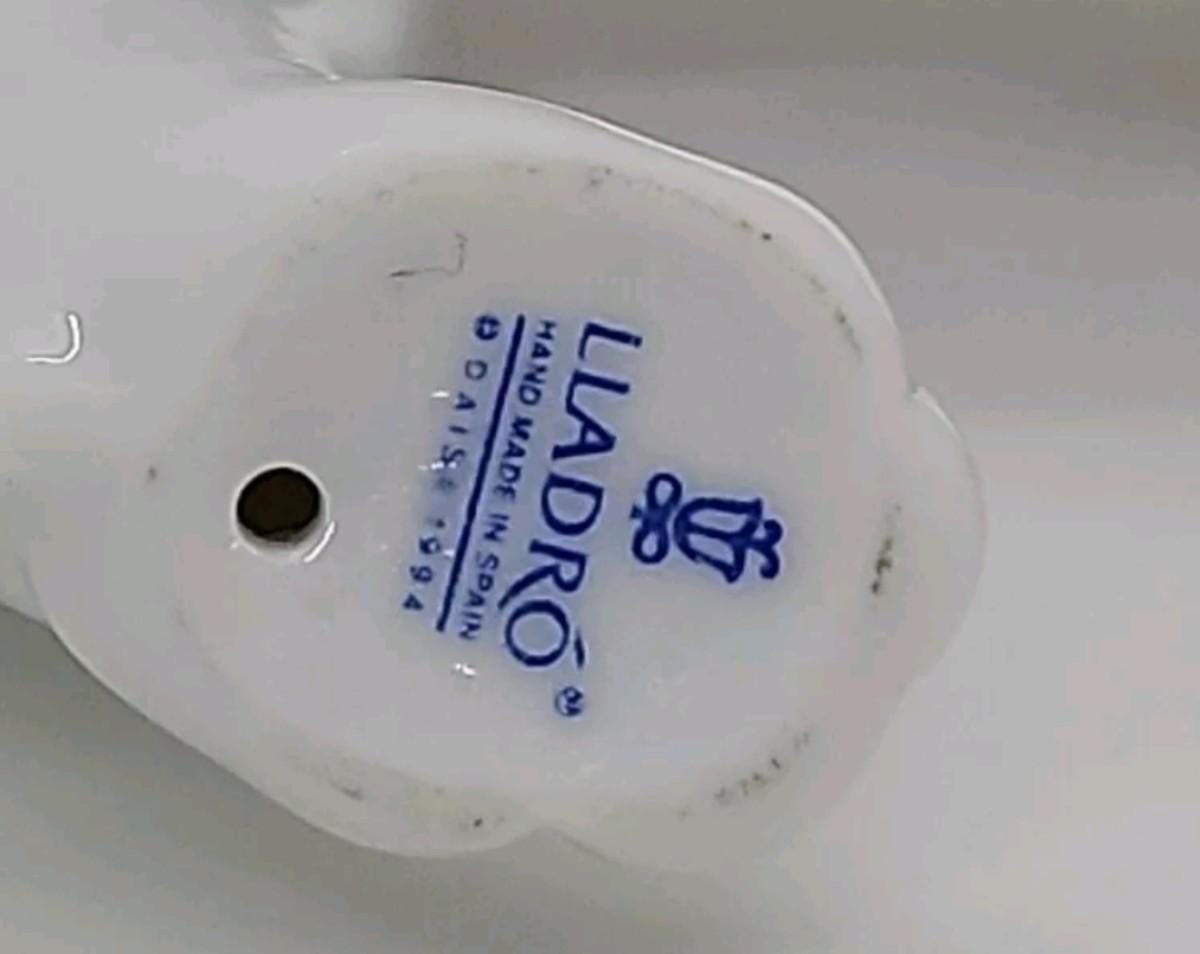 LLADRÓ
HAND MADE IN SPAIN
© DAISA 1994